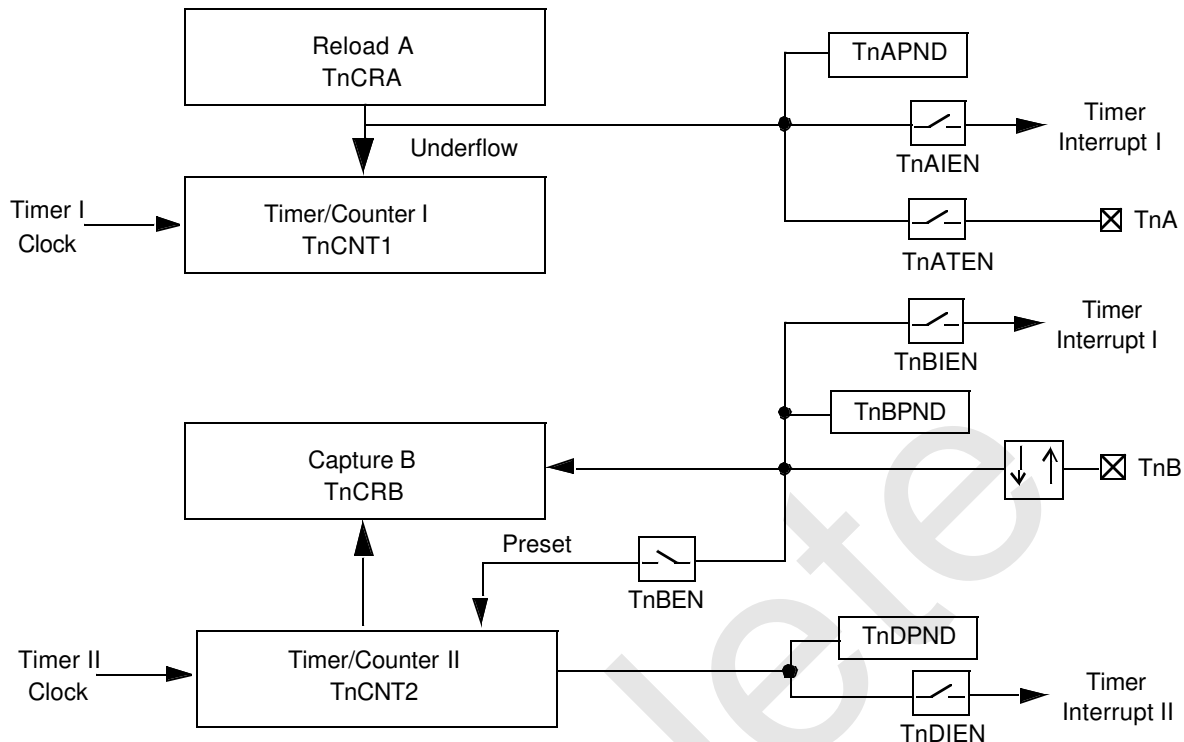 Reload A
TnCRA
TnAPND
Timer
Interrupt I
Underflow
TnAIEN
Timer I
Clock
Timer/Counter I
TnCNT1
TnA
TnATEN
Timer
Interrupt I
TnBIEN
TnBPND
Capture B
TnCRB
TnB
Preset
TnBEN
TnDPND
Timer II
Clock
Timer/Counter II
TnCNT2
Timer
Interrupt II
TnDIEN
lete